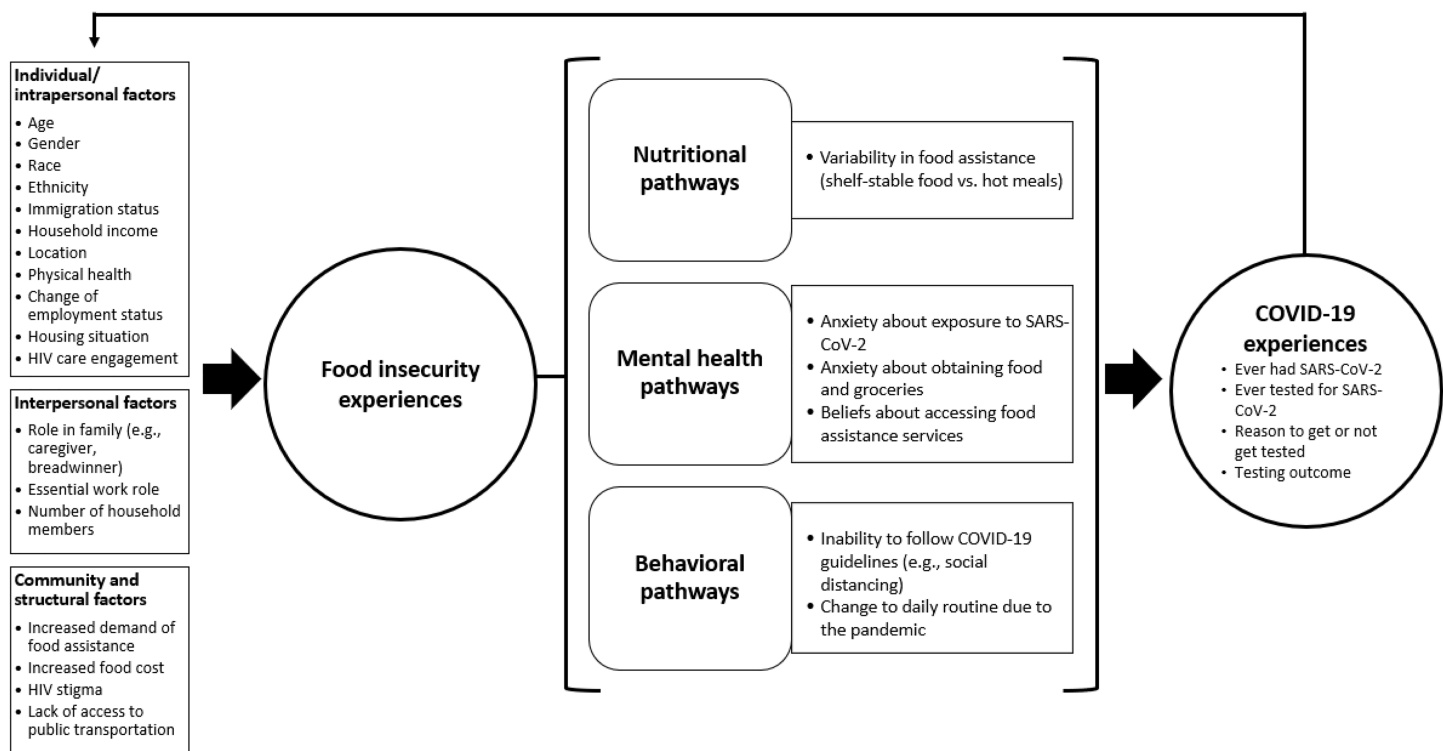 Individual/
intrapersonal factors
• Age
• Gender
• Race
• Ethnicity
• Immigration status
• Household income
• Location
• Physical health
• Change of
employment status
• Housing situation
• HIV care engagement
Interpersonal factors
• Role in family (e.g.,
caregiver,
breadwinner)
• Essential work role
• Number of household
members
Community and
structural factors
• Increased demand of
food assistance
• Increased food cost
• HIV stigma
• Lack of access to
public transportation
Food insecurity
experiences
Nutritional
pathways
• Variability in food assistance
(shelf-stable food vs. hot meals)
Mental health
pathways
• Anxiety about exposure to SARS-
CoV-2
• Anxiety about obtaining food
and groceries
• Beliefs about accessing food
assistance services
Behavioral
pathways
• Inability to follow COVID-19
guidelines (e.g., social
distancing)
• Change to daily routine due to
the pandemic
COVID-19
experiences
• Ever had SARS-CoV-2
• Ever tested for SARS-
CoV-2
• Reason to get or not
get tested
• Testing outcome